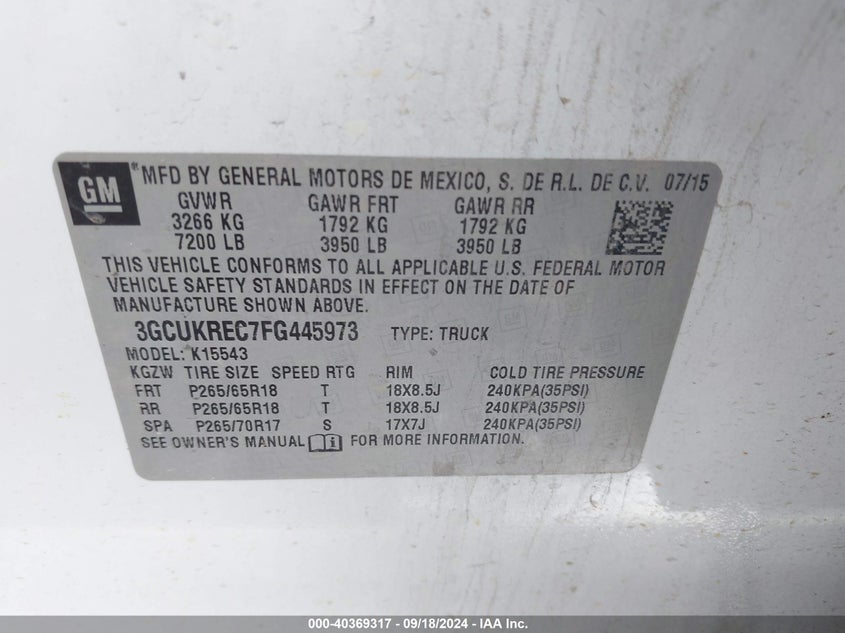 GM
*MFD BY GENERAL MOTORS DE MEXICO, S. DE R.L. DE C.V. 07/15
GVWR GAWR FRT GAWR RR
3266 KG 1792 KG 1792 KG
7200 LB 3950 LB 3950 LB
THIS VEHICLE CONFORMS TO ALL APPLICABLE U.S. FEDERAL MOTOR
VEHICLE SAFETY STANDARDS IN EFFECT ON THE DATE OF
MANUFACTURE SHOWN ABOVE.
3GCUKREC7FG445973 TYPE: TRUCK
MODEL: K15543
KGZW TIRE SIZE SPEED RTG RIM COLD TIRE PRESSURE
FRT P265/65R18 T 18X8.5J 240KPA(35PSI)
RR P265/65R18 T 18X8.5J 240KPA(35PSI)
SPA P265/70R17 S 17X7J 240KPA(35PSI)
SEE OWNER'S MANUAL FOR MORE INFORMATION.
000-40369317 - 09/18/2024 - IAA Inc.